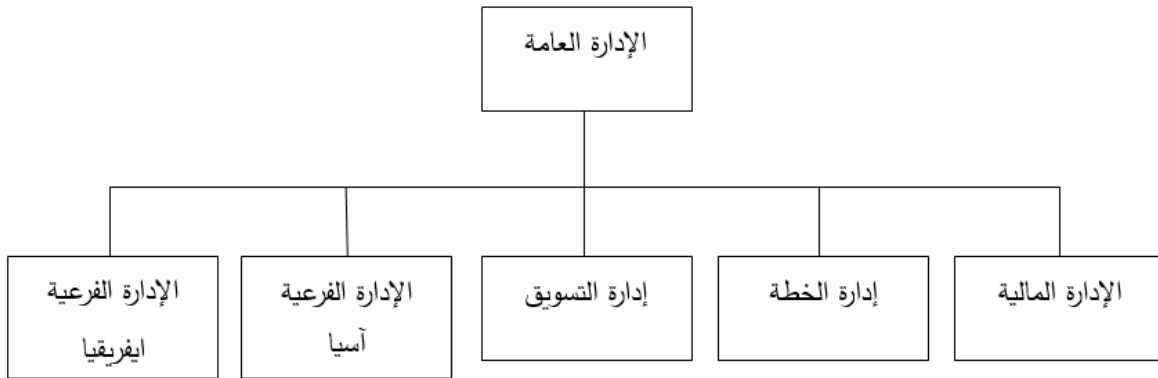 الإدارة العامة
الإدارة المالية
إدارة الخطة
إدارة التسويق
الإدارة الفرعية
آسيا
الإدارة الفرعية
ايفريقيا